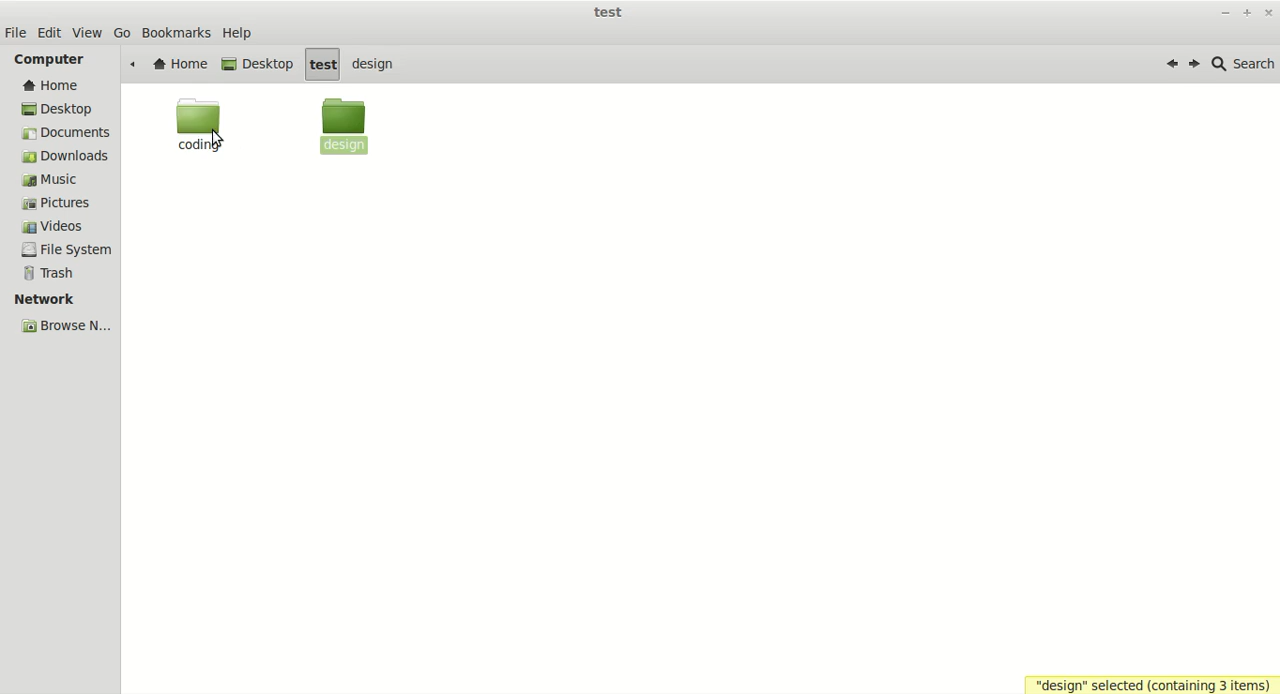 test
File Edit View Go Bookmarks Help
Computer
Home
Desktop
Documents
Downloads
Music
Pictures
Videos
File System
Trash
Network
Browse N...
Home Desktop test design
Search
coding
design
"design" selected (containing 3 items)